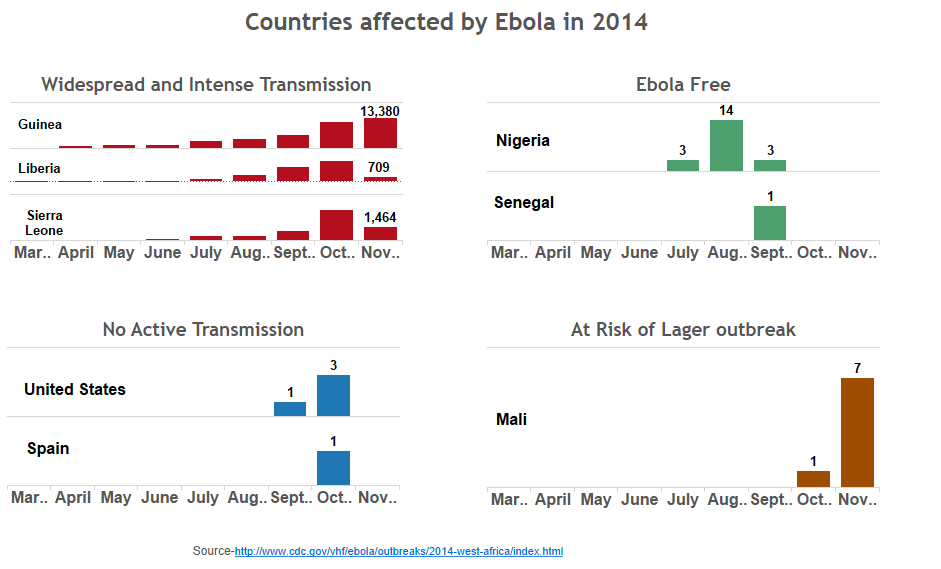 Countries affected by Ebola in 2014
Widespread and Intense Transmission
Guinea
13,380
Liberia
709
Sierra
Leone
1,464
Mar.. April May June July Aug.. Sept.. Oct.. Nov..
Ebola Free
Nigeria
3 14 3
Senegal
1
Mar.. April May June July Aug.. Sept.. Oct.. Nov..
No Active Transmission
United States
1 3
Spain
1
Mar.. April May June July Aug.. Sept.. Oct.. Nov..
At Risk of Lager outbreak
Mali
1 7
Mar.. April May June July Aug.. Sept.. Oct.. Nov..
Source-http://www.cdc.gov/vhf/ebola/outbreaks/2014-west-africa/index.html